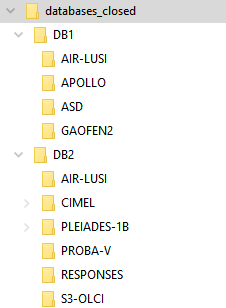 databases_closed
DB1
AIR-LUSI
APOLLO
ASD
GAOFEN2
DB2
AIR-LUSI
CIMEL
PLEIADES-1B
PROBA-V
RESPONSES
S3-OLCI